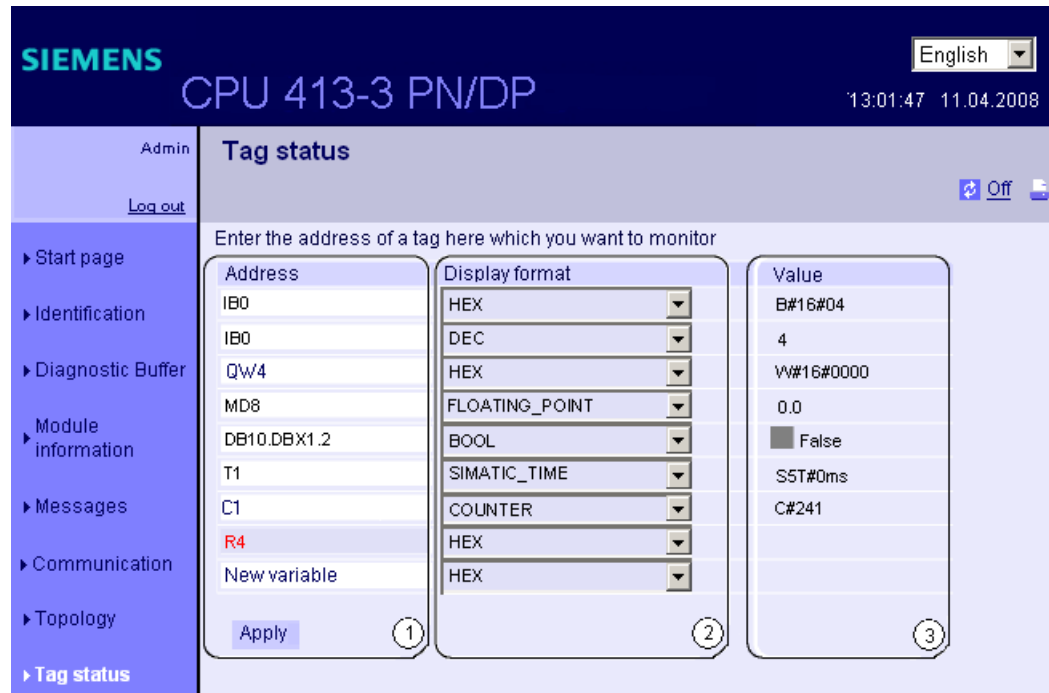 SIEMENS
English
CPU 413-3 PN/DP
13:01:47 11.04.2008
Admin
Tag status
Log out
Off
Enter the address of a tag here which you want to monitor
Start page
Identification
Diagnostic Buffer
Module
information
Messages
Communication
Topology
Tag status
Address Display format Value
IB0 HEX B#16#04
IB0 DEC 4
QW4 HEX W#16#0000
MD8 FLOATING_POINT 0.0
DB10.DBX1.2 BOOL False
T1 SIMATIC_TIME S5T#0ms
C1 COUNTER C#241
R4 HEX
New variable HEX
Apply 1 2 3